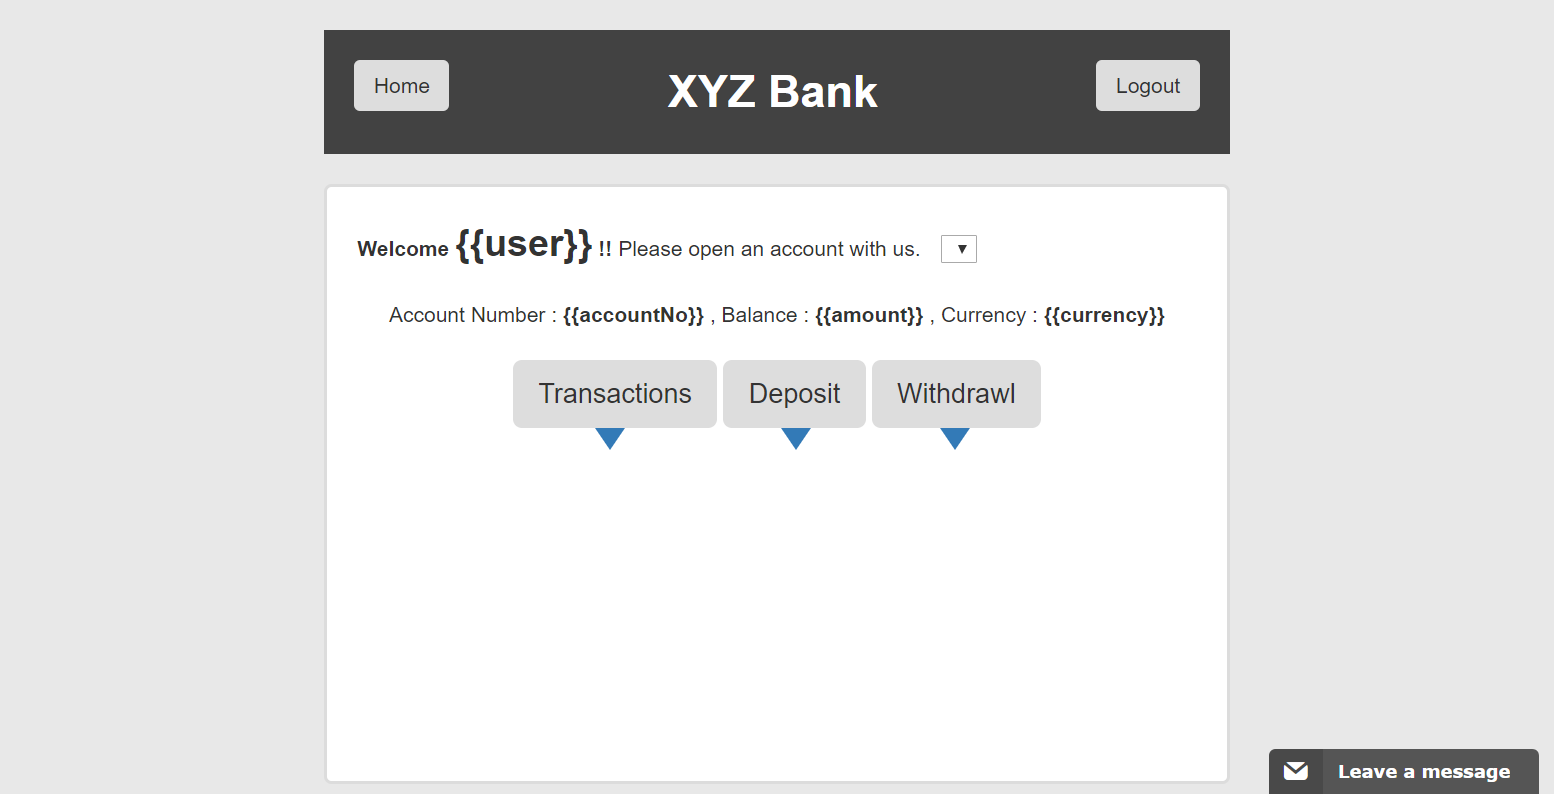 Home XYZ Bank Logout
Welcome {{user}} !! Please open an account with us. ▼
Account Number : {{accountNo}} , Balance : {{amount}} , Currency : {{currency}}
Transactions Deposit Withdrawl
Leave a message